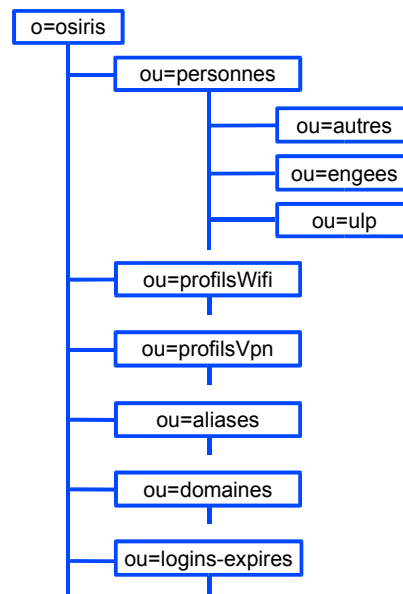 o=osiris
ou=personnes
ou=autres
ou=engees
ou=ulp
ou=profilsWifi
ou=profilsVpn
ou=aliases
ou=domaines
ou=logins-expires